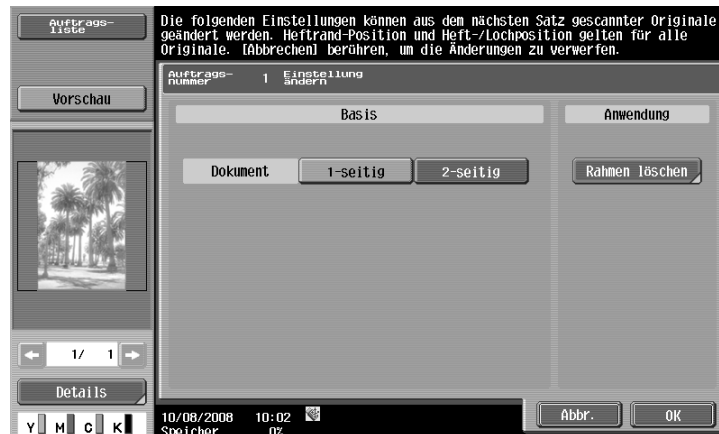 Auftrags-
liste
Die folgenden Einstellungen können aus dem nächsten Satz gescannter Originale
geändert werden. Heftrand-Position und Heft-/Lochposition gelten für alle
Originale. [Abbrechen] berühren, um die Änderungen zu verwerfen.
Auftrags-
nummer 1 Einstellung
ändern
Vorschau
Basis
Anwendung
Dokument 1-seitig 2-seitig
Rahmen löschen
1/ 1
Details
Y M C K
10/08/2008 10:02
Speicher 0%
Abbr. OK